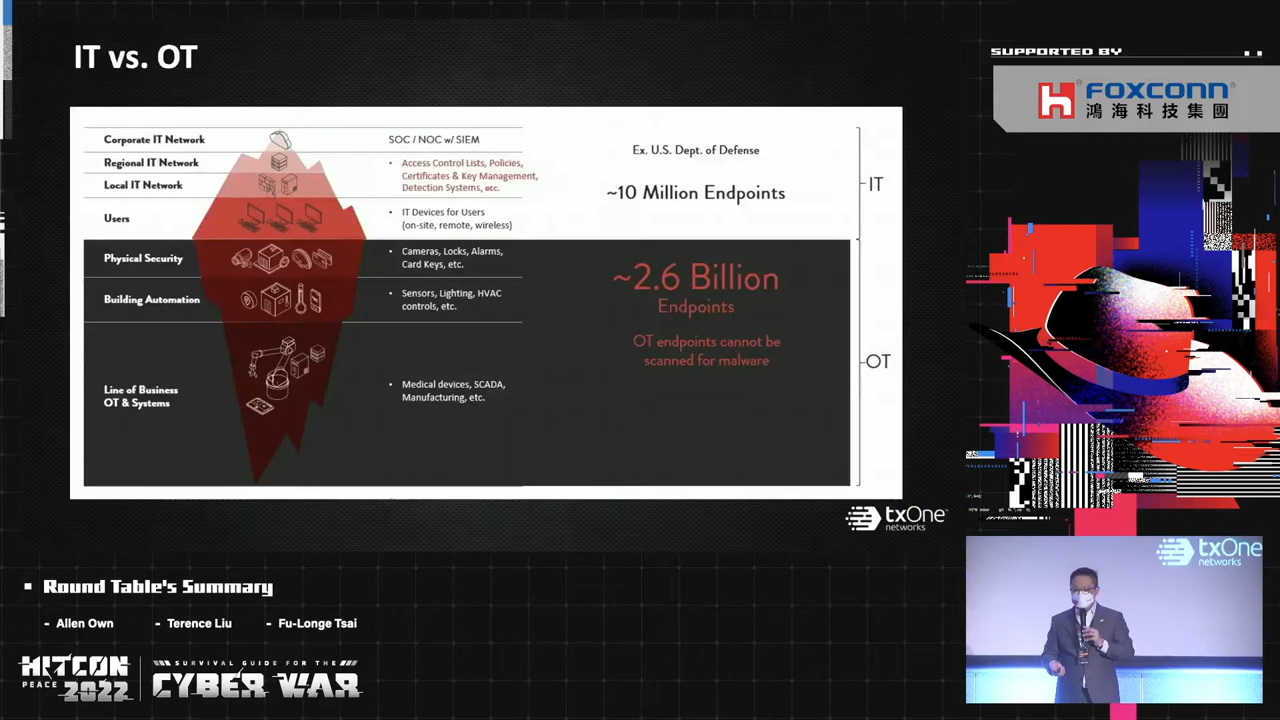 IT vs. OT
Corporate IT Network
SOC / NOC w/ SIEM
Regional IT Network
Local IT Network
• Access Control Lists, Policies,
Certificates & Key Management,
Detection Systems, etc.
Users
• IT Devices for Users
(on-site, remote, wireless)
Ex. U.S. Dept. of Defense
~10 Million Endpoints
IT
Physical Security
• Cameras, Locks, Alarms,
Card Keys, etc.
Building Automation
• Sensors, Lighting, HVAC
controls, etc.
Line of Business
OT & Systems
• Medical devices, SCADA,
Manufacturing, etc.
~2.6 Billion
Endpoints
OT endpoints cannot be
scanned for malware
OT
txOne
networks
SUPPORTED BY
FOXCONN
鴻海科技集團
txOne
networks
Round Table's Summary
- Allen Own - Terence Liu - Fu-Longe Tsai
HITCON
PEACE 2022
SURVIVAL GUIDE FOR THE
CYBER WAR